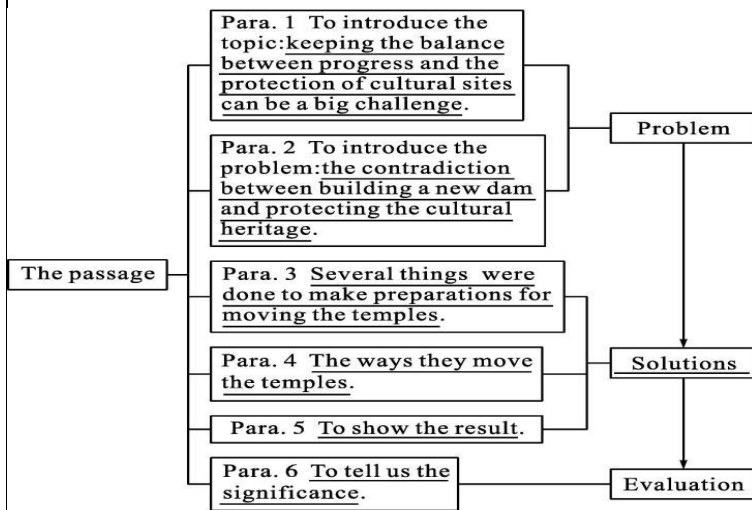 Para. 1 To introduce the
topic:keeping the balance
between progress and the
protection of cultural sites
can be a big challenge.
Problem
Para. 2 To introduce the
problem:the contradiction
between building a new dam
and protecting the cultural
heritage.
The passage
Para. 3 Several things were
done to make preparations for
moving the temples.
Para. 4 The ways they move
the temples.
Solutions
Para. 5 To show the result.
Para. 6 To tell us the
significance.
Evaluation